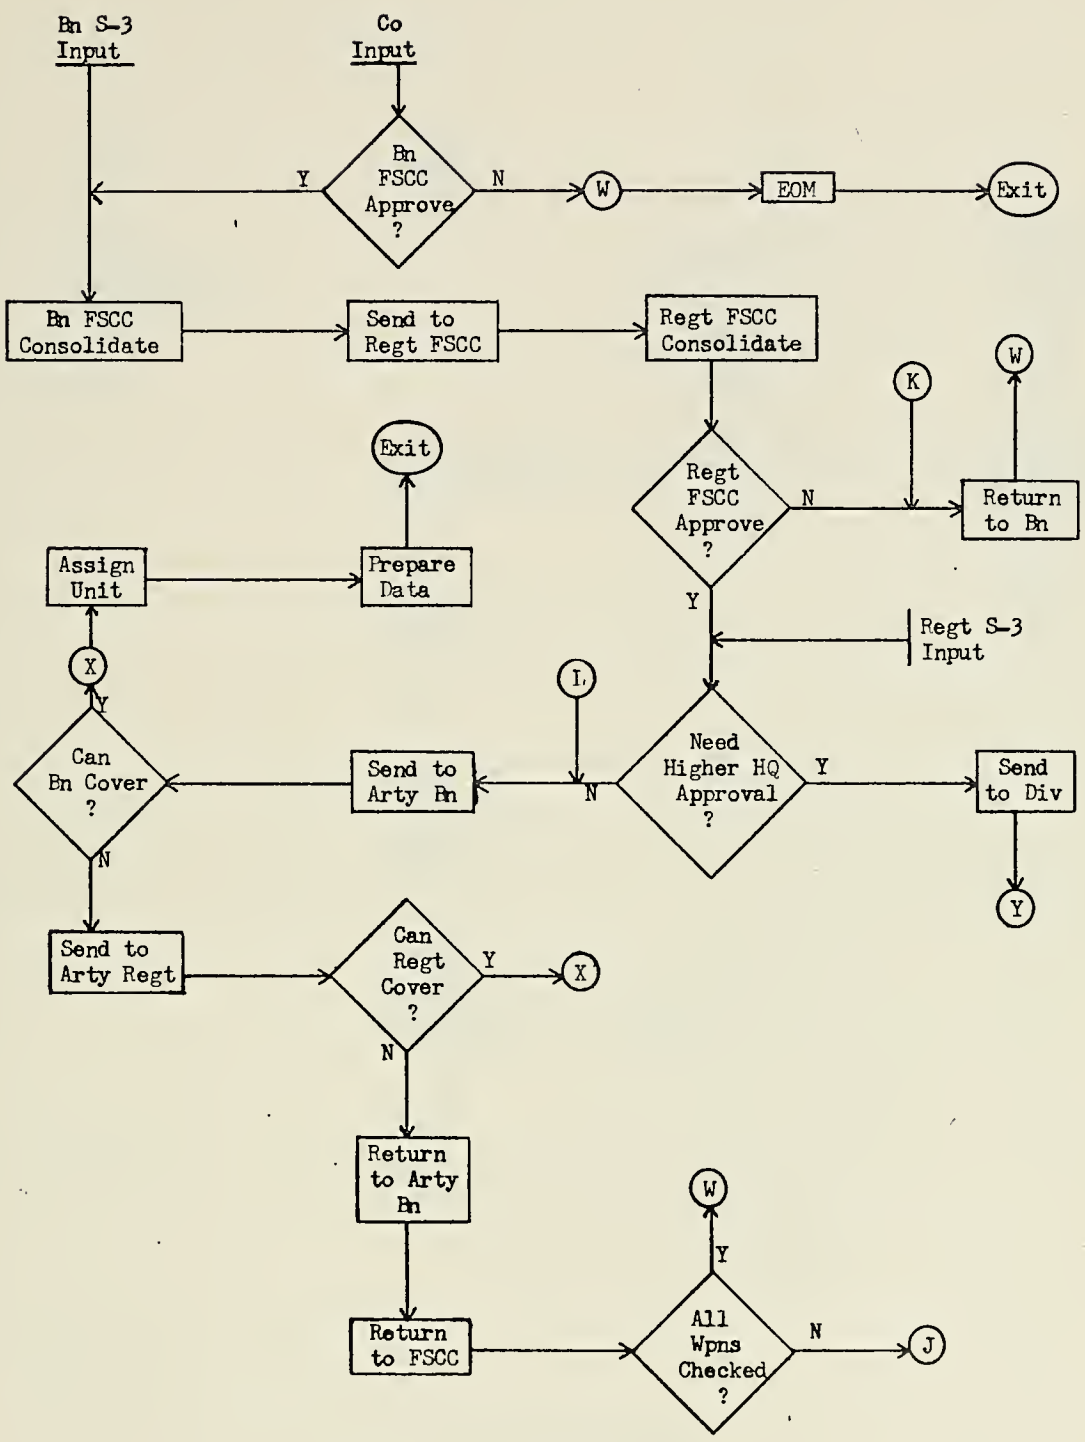 Bn S-3
Input
Co
Input
Bn
FSCC
Approve
?
Y
N
W
EOM
Exit
Bn FSCC
Consolidate
Send to
Regt FSCC
Regt FSCC
Consolidate
W
K
Exit
Regt
FSCC
Approve
?
N
Return
to Bn
Assign
Unit
Prepare
Data
Y
Regt S-3
Input
X
Y
L
Can
Bn Cover
?
Send to
Arty Bn
N
Need
Higher HQ
Approval
?
Y
Send
to Div
N
Y
Send to
Arty Regt
Can
Regt
Cover
?
Y
X
N
Return
to Arty
Bn
W
Y
Return
to FSCC
All
Wpns
Checked
?
N
J